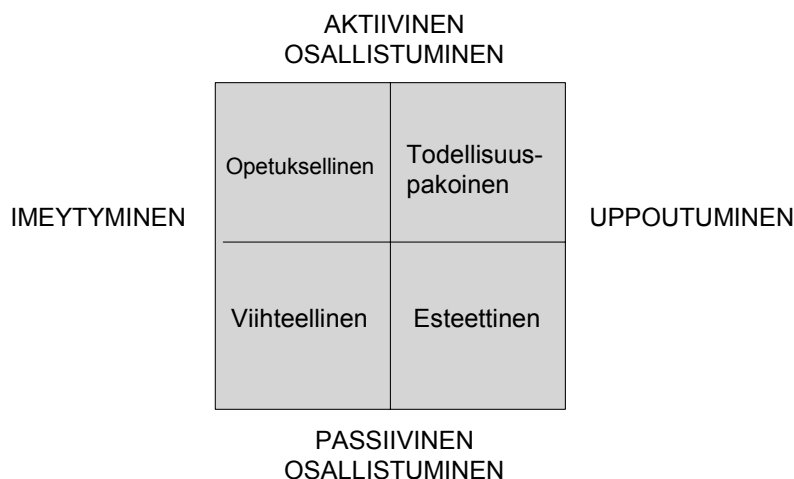 AKTIIVINEN
OSALLISTUMINEN
Opetuksellinen
Todellisuus-
pakoinen
IMEYTYMINEN
UPPOUTUMINEN
Viihteellinen
Esteettinen
PASSIIVINEN
OSALLISTUMINEN